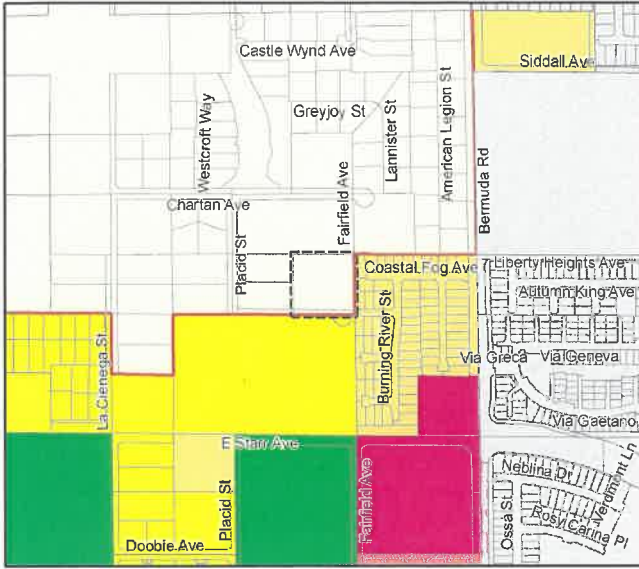 Castle Wynd Ave
Siddall Ave
Westcroft Way
Greyjoy St
Lannister St
American Legion St
Bermuda Rd
Chartan Ave
Fairfield Ave
Placid St
Coastal Fog Ave
Liberty Heights Ave
Autumn King Ave
Burning River St
La Cienega St
Via Greca
Via Geneva
Via Gaetano
E Starr Ave
Placid St
Fairfield Ave
Neblina Dr
Verdmont Ln
Ossa St
Rosy Carina Pl
Doobie Ave